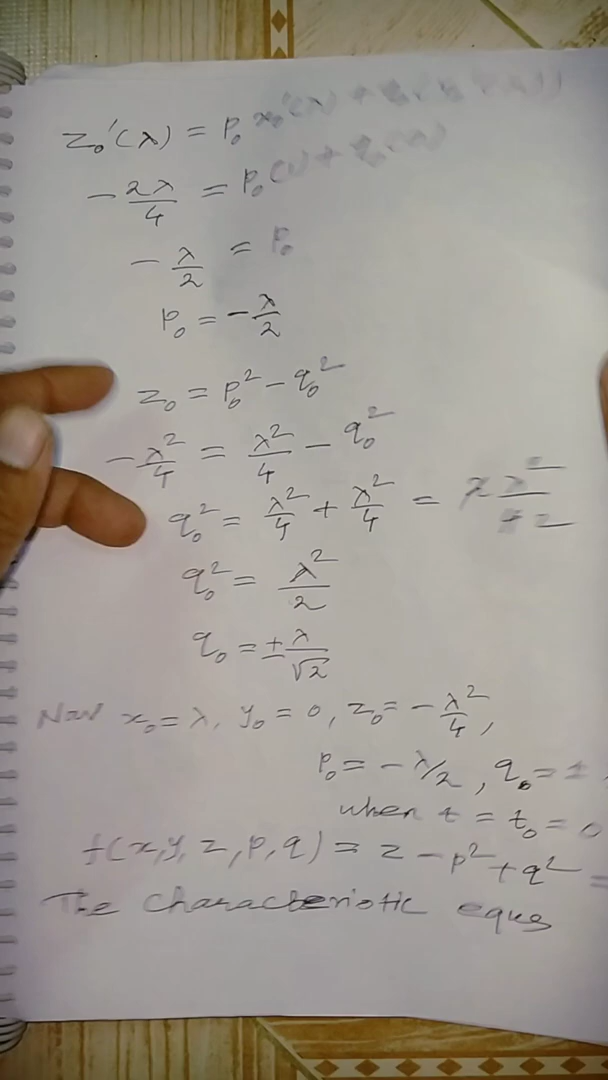 z₀'(λ) = p₀ x₀'(λ) +
-2λ/4 = p₀(1) +
-λ/2 = p₀
p₀ = -λ/2
z₀ = p₀² - q₀²
-λ²/4 = λ²/4 - q₀²
q₀² = λ²/4 + λ²/4 =
q₀² = λ²/2
q₀ = ± λ/√2
Now x₀ = λ, y₀ = 0, z₀ = -λ²/4,
p₀ = -λ/2, q₀ = ±
when t = t₀ = 0
f(x,y,z,p,q) = z - p² + q² =
The characteristic equs